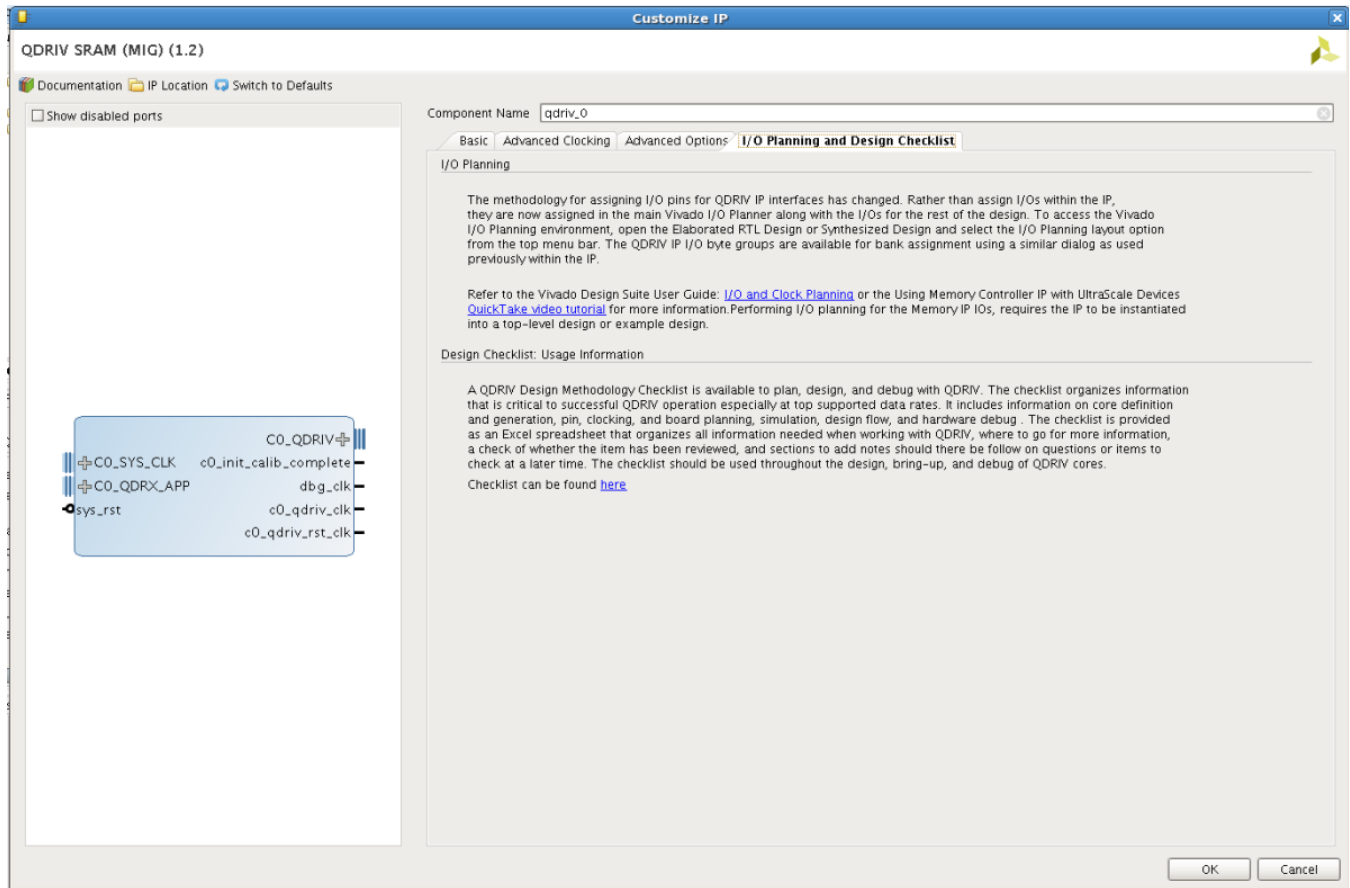 Customize IP
QDRIV SRAM (MIG) (1.2)
Documentation IP Location Switch to Defaults
Show disabled ports
Component Name qdriv_0
Basic Advanced Clocking Advanced Options I/O Planning and Design Checklist
I/O Planning
The methodology for assigning I/O pins for QDRIV IP interfaces has changed. Rather than assign I/Os within the IP,
they are now assigned in the main Vivado I/O Planner along with the I/Os for the rest of the design. To access the Vivado
I/O Planning environment, open the Elaborated RTL Design or Synthesized Design and select the I/O Planning layout option
from the top menu bar. The QDRIV IP I/O byte groups are available for bank assignment using a similar dialog as used
previously within the IP.
Refer to the Vivado Design Suite User Guide: I/O and Clock Planning or the Using Memory Controller IP with UltraScale Devices
QuickTake video tutorial for more information.Performing I/O planning for the Memory IP IOs, requires the IP to be instantiated
into a top-level design or example design.
Design Checklist: Usage Information
A QDRIV Design Methodology Checklist is available to plan, design, and debug with QDRIV. The checklist organizes information
that is critical to successful QDRIV operation especially at top supported data rates. It includes information on core definition
and generation, pin, clocking, and board planning, simulation, design flow, and hardware debug . The checklist is provided
as an Excel spreadsheet that organizes all information needed when working with QDRIV, where to go for more information,
a check of whether the item has been reviewed, and sections to add notes should there be follow on questions or items to
check at a later time. The checklist should be used throughout the design, bring-up, and debug of QDRIV cores.
Checklist can be found here
C0_QDRIV
C0_SYS_CLK c0_init_calib_complete
C0_QDRX_APP dbg_clk
sys_rst c0_qdriv_clk
c0_qdriv_rst_clk
OK Cancel